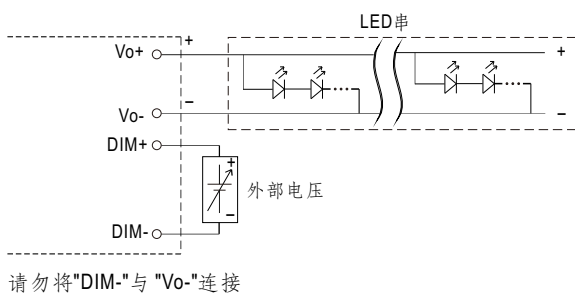 LED串
Vo+
+
+
−
Vo-
−
DIM+
+
外部电压
−
DIM-
请勿将"DIM-"与 "Vo-"连接